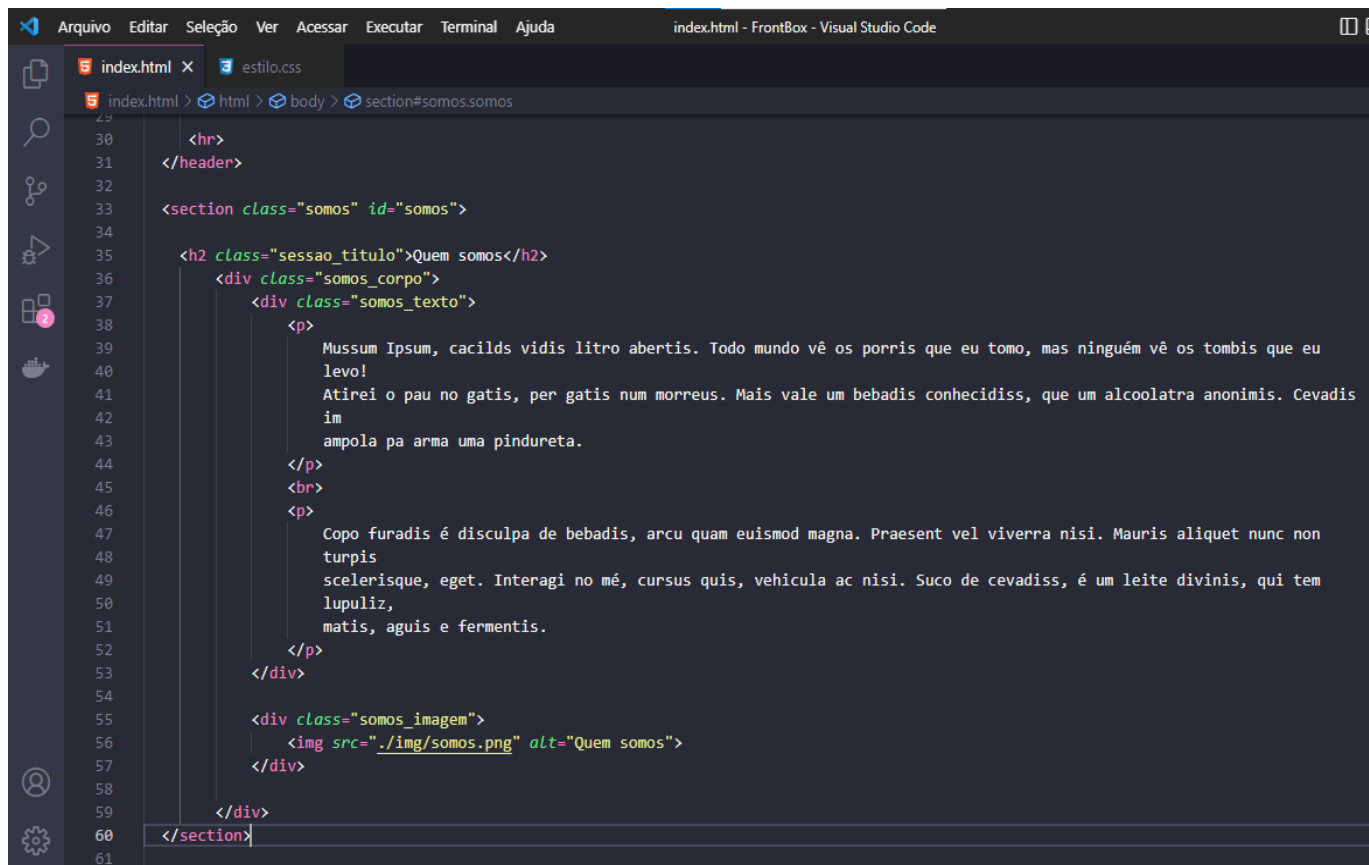 Arquivo Editar Seleção Ver Acessar Executar Terminal Ajuda index.html - FrontBox - Visual Studio Code
index.html estilo.css
index.html > html > body > section#somos.somos
29
30 <hr>
31 </header>
32
33 <section class="somos" id="somos">
34
35 <h2 class="sessao_titulo">Quem somos</h2>
36 <div class="somos_corpo">
37 <div class="somos_texto">
38 <p>
39 Mussum Ipsum, cacilds vidis litro abertis. Todo mundo vê os porris que eu tomo, mas ninguém vê os tombis que eu
40 levo!
41 Atirei o pau no gatis, per gatis num morreus. Mais vale um bebadis conhecidiss, que um alcoolatra anonimis. Cevadis
42 im
43 ampola pa arma uma pindureta.
44 </p>
45 <br>
46 <p>
47 Copo furadis é disculpa de bebadis, arcu quam euismod magna. Praesent vel viverra nisi. Mauris aliquet nunc non
48 turpis
49 scelerisque, eget. Interagi no mé, cursus quis, vehicula ac nisi. Suco de cevadiss, é um leite divinis, qui tem
50 lupuliz,
51 matis, aguis e fermentis.
52 </p>
53 </div>
54
55 <div class="somos_imagem">
56 <img src="./img/somos.png" alt="Quem somos">
57 </div>
58
59 </div>
60 </section>
61
2